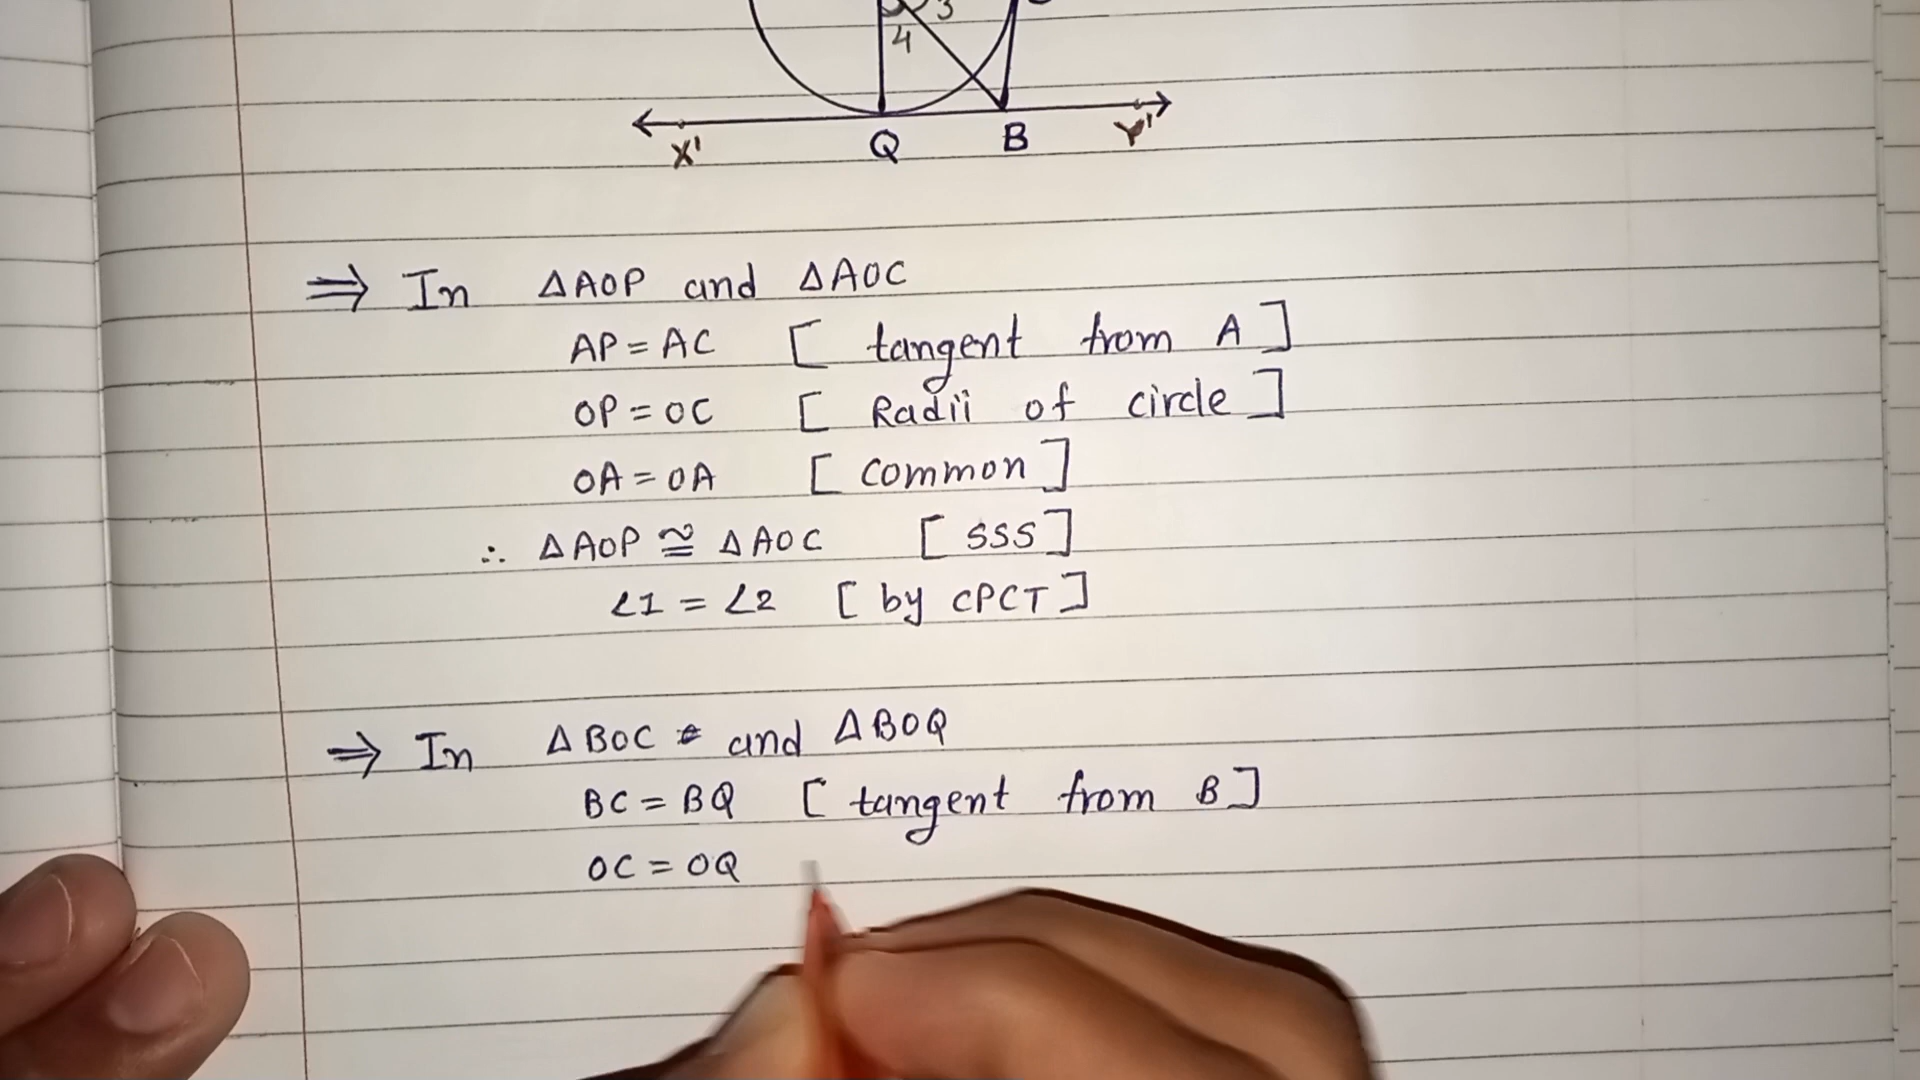 3
4
X' Q B Y'
⇒ In ΔAOP and ΔAOC
AP = AC [ tangent from A ]
OP = OC [ Radii of circle ]
OA = OA [ common ]
∴ ΔAOP ≅ ΔAOC [ SSS ]
∠1 = ∠2 [ by CPCT ]
⇒ In ΔBOC and ΔBOQ
BC = BQ [ tangent from B ]
OC = OQ